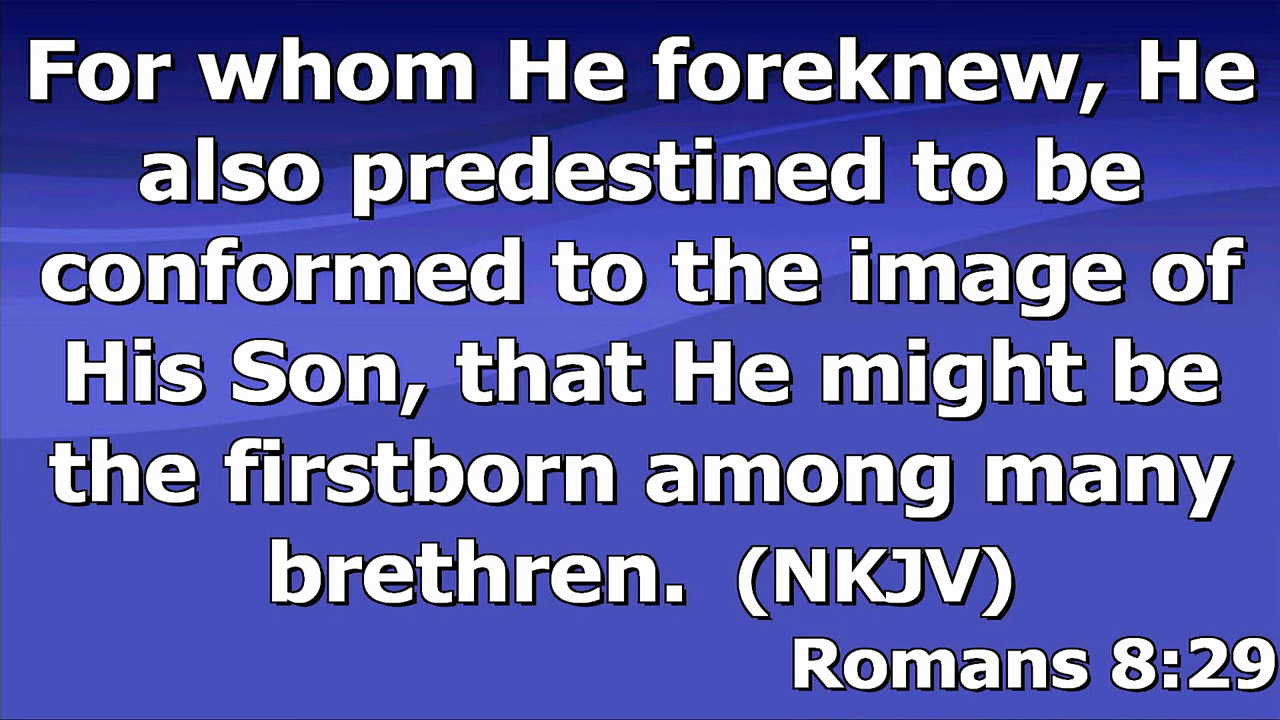 For whom He foreknew, He
also predestined to be
conformed to the image of
His Son, that He might be
the firstborn among many
brethren. (NKJV)
Romans 8:29